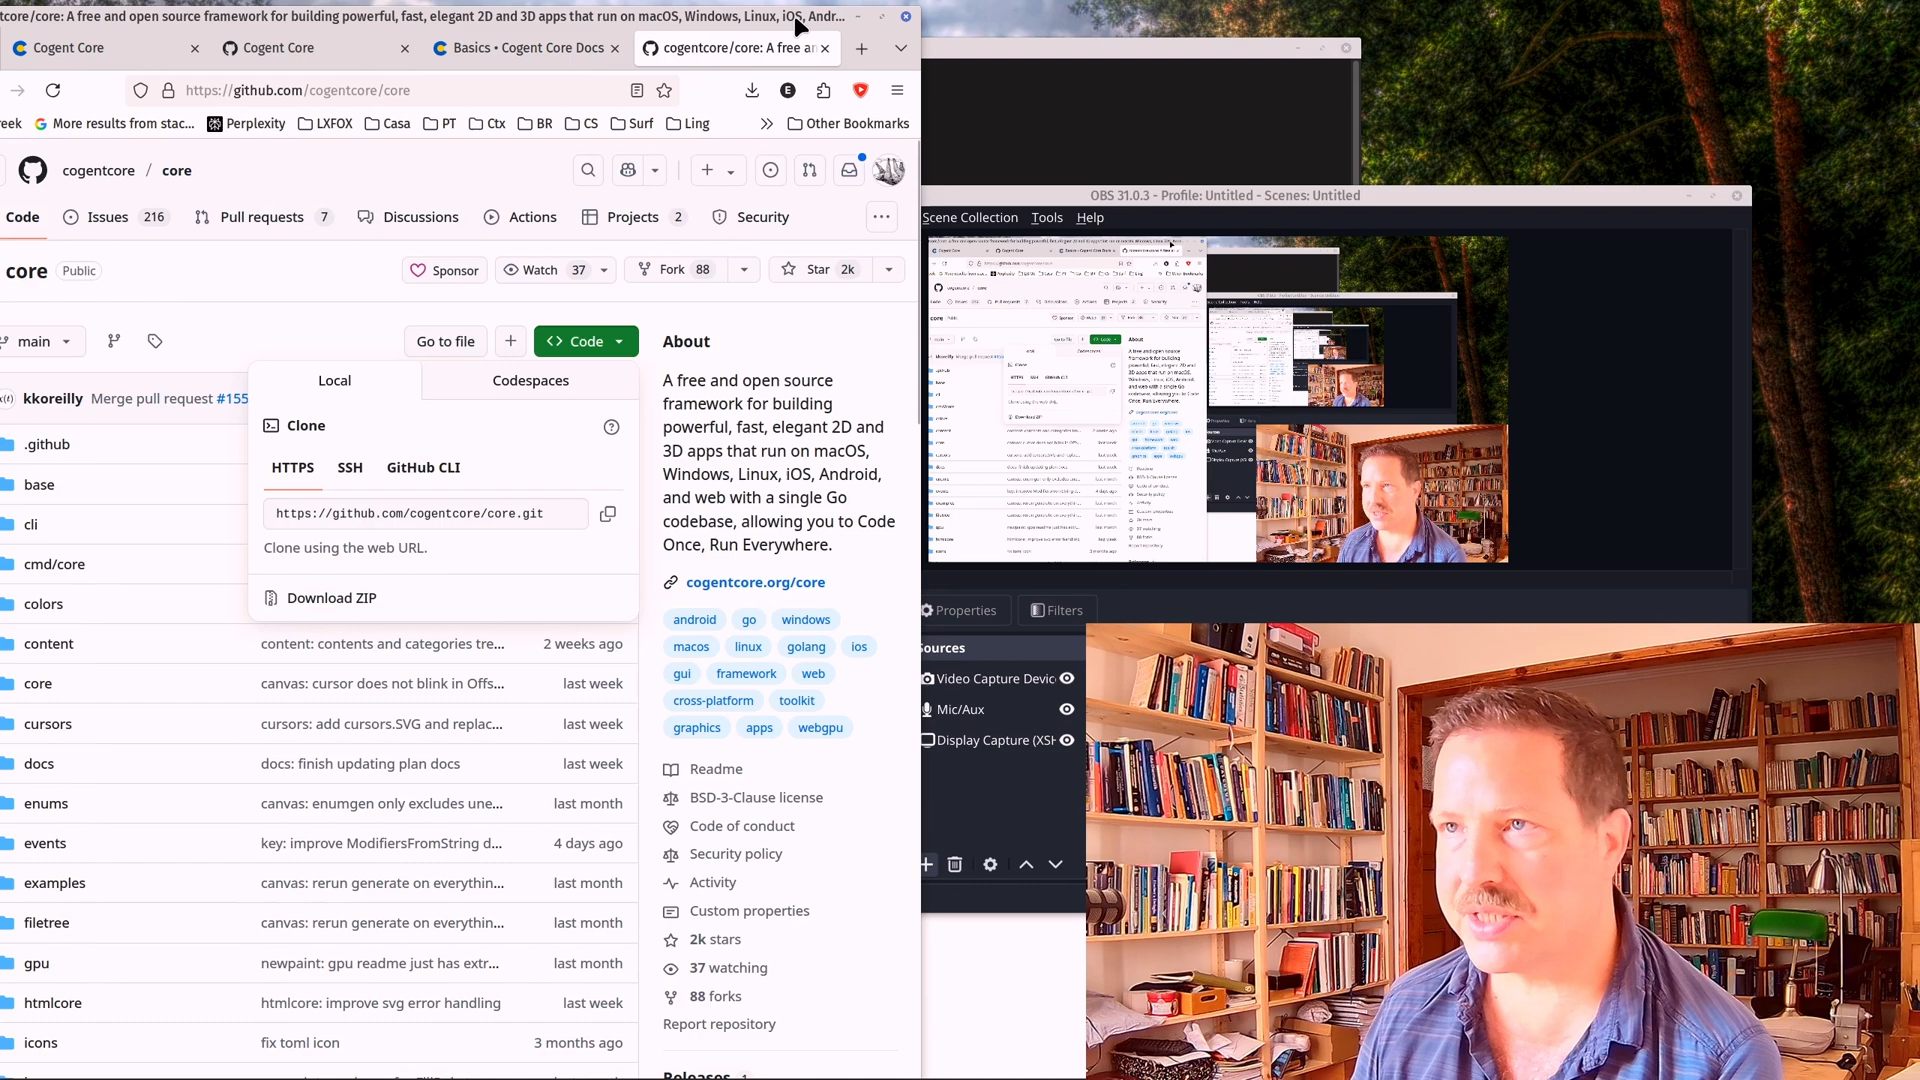 tcore/core: A free and open source framework for building powerful, fast, elegant 2D and 3D apps that run on macOS, Windows, Linux, iOS, Andr...
Cogent Core
Cogent Core
Basics • Cogent Core Docs
cogentcore/core: A free an
https://github.com/cogentcore/core
eek
More results from stac...
Perplexity
LXFOX
Casa
PT
Ctx
BR
CS
Surf
Ling
Other Bookmarks
cogentcore / core
Code
Issues 216
Pull requests 7
Discussions
Actions
Projects 2
Security
core
Public
Sponsor
Watch 37
Fork 88
Star 2k
main
Go to file
Code
kkoreilly Merge pull request #155
Local
Codespaces
Clone
HTTPS
SSH
GitHub CLI
https://github.com/cogentcore/core.git
Clone using the web URL.
Download ZIP
.github
base
cli
cmd/core
colors
content content: contents and categories tre... 2 weeks ago
core canvas: cursor does not blink in Offs... last week
cursors cursors: add cursors.SVG and replac... last week
docs docs: finish updating plan docs last week
enums canvas: enumgen only excludes une... last month
events key: improve ModifiersFromString d... 4 days ago
examples canvas: rerun generate on everythin... last month
filetree canvas: rerun generate on everythin... last month
gpu newpaint: gpu readme just has extr... last month
htmlcore htmlcore: improve svg error handling last week
icons fix toml icon 3 months ago
About
A free and open source
framework for building
powerful, fast, elegant 2D and
3D apps that run on macOS,
Windows, Linux, iOS, Android,
and web with a single Go
codebase, allowing you to Code
Once, Run Everywhere.
cogentcore.org/core
android go windows
macos linux golang ios
gui framework web
cross-platform toolkit
graphics apps webgpu
Readme
BSD-3-Clause license
Code of conduct
Security policy
Activity
Custom properties
2k stars
37 watching
88 forks
Report repository
Releases 1
OBS 31.0.3 - Profile: Untitled - Scenes: Untitled
Scene Collection
Tools
Help
Properties
Filters
Sources
Video Capture Devic
Mic/Aux
Display Capture (XSH